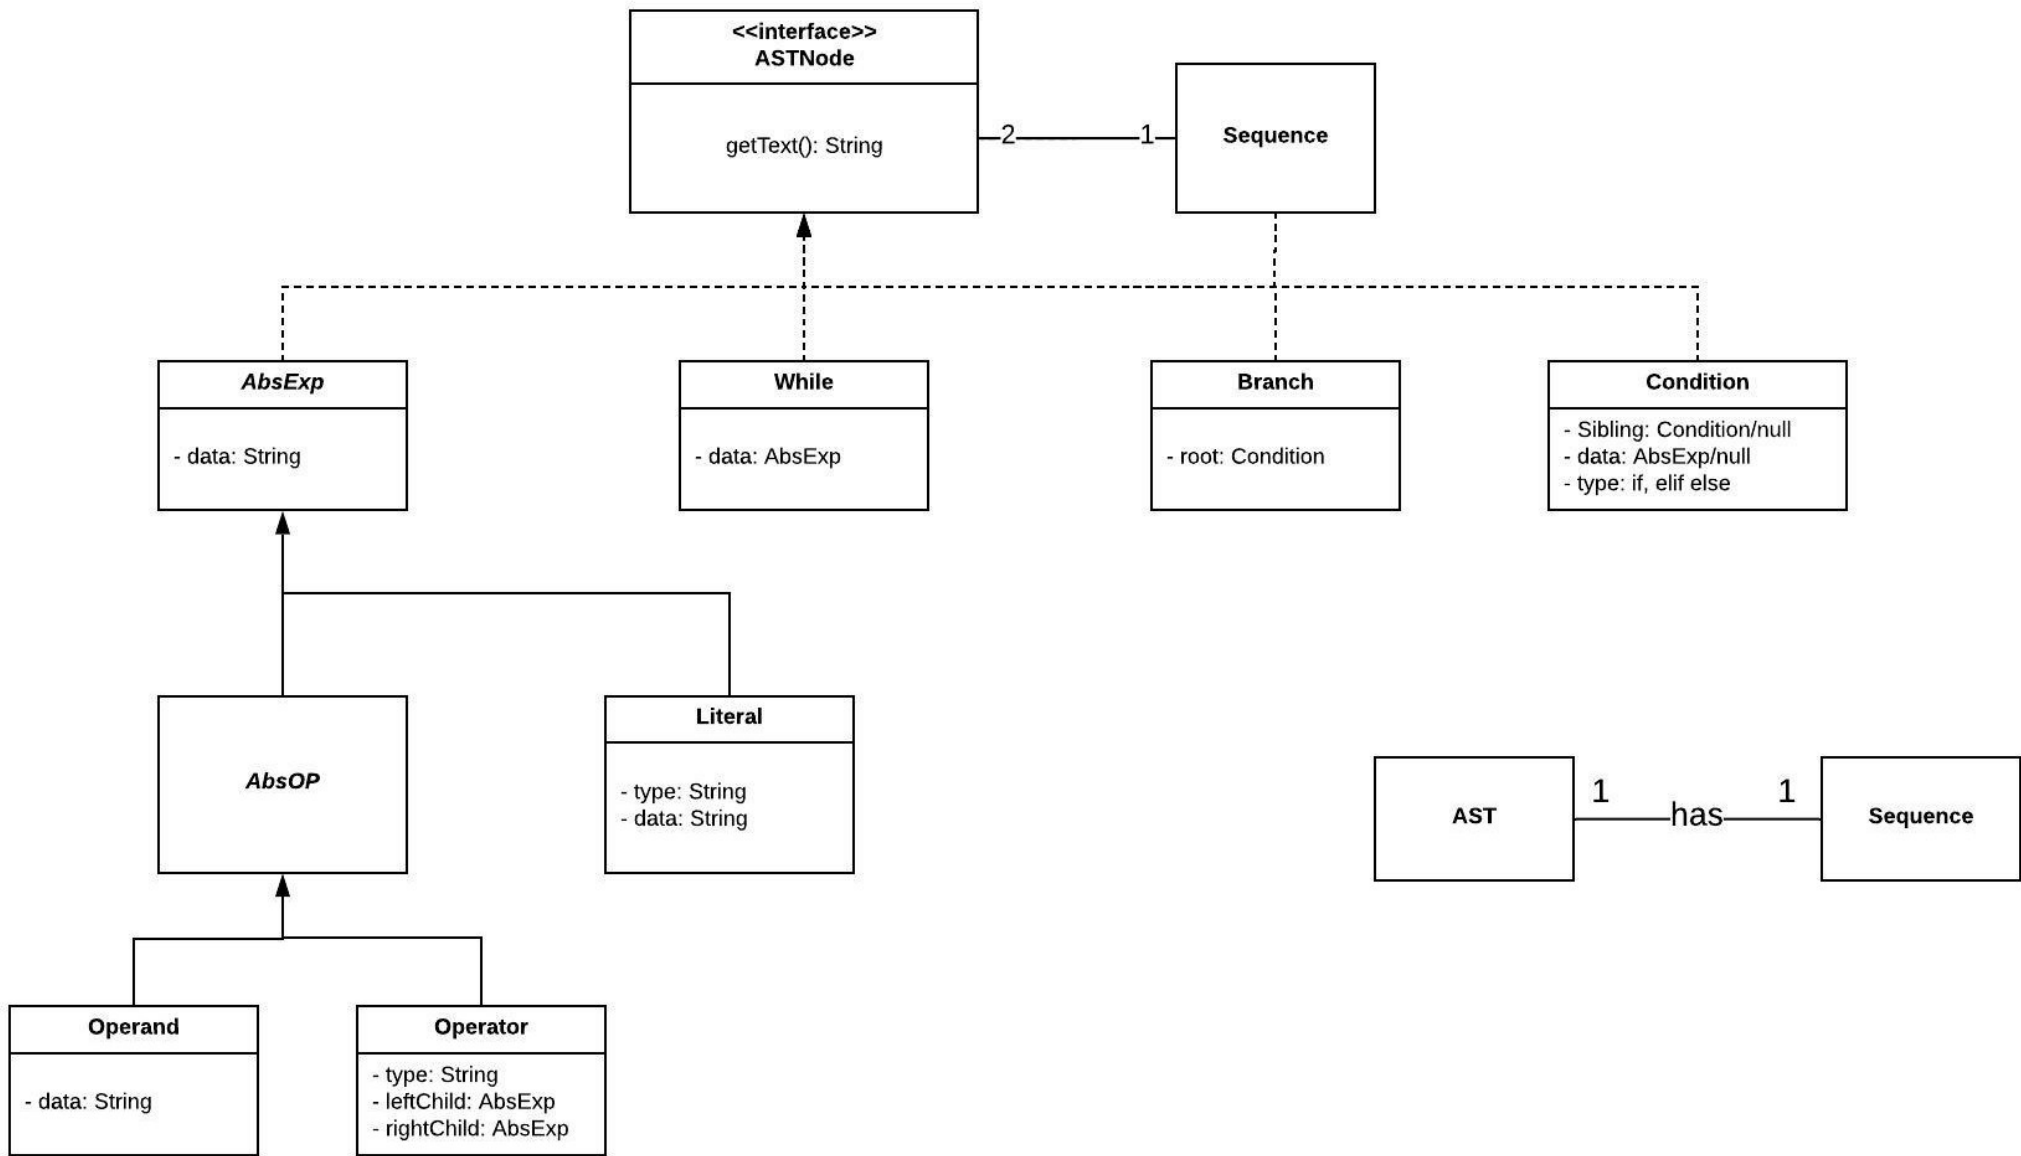 <<interface>>
ASTNode
getText(): String
2
1
Sequence
AbsExp
- data: String
While
- data: AbsExp
Branch
- root: Condition
Condition
- Sibling: Condition/null
- data: AbsExp/null
- type: if, elif else
AbsOP
Literal
- type: String
- data: String
AST
1
has
1
Sequence
Operand
- data: String
Operator
- type: String
- leftChild: AbsExp
- rightChild: AbsExp